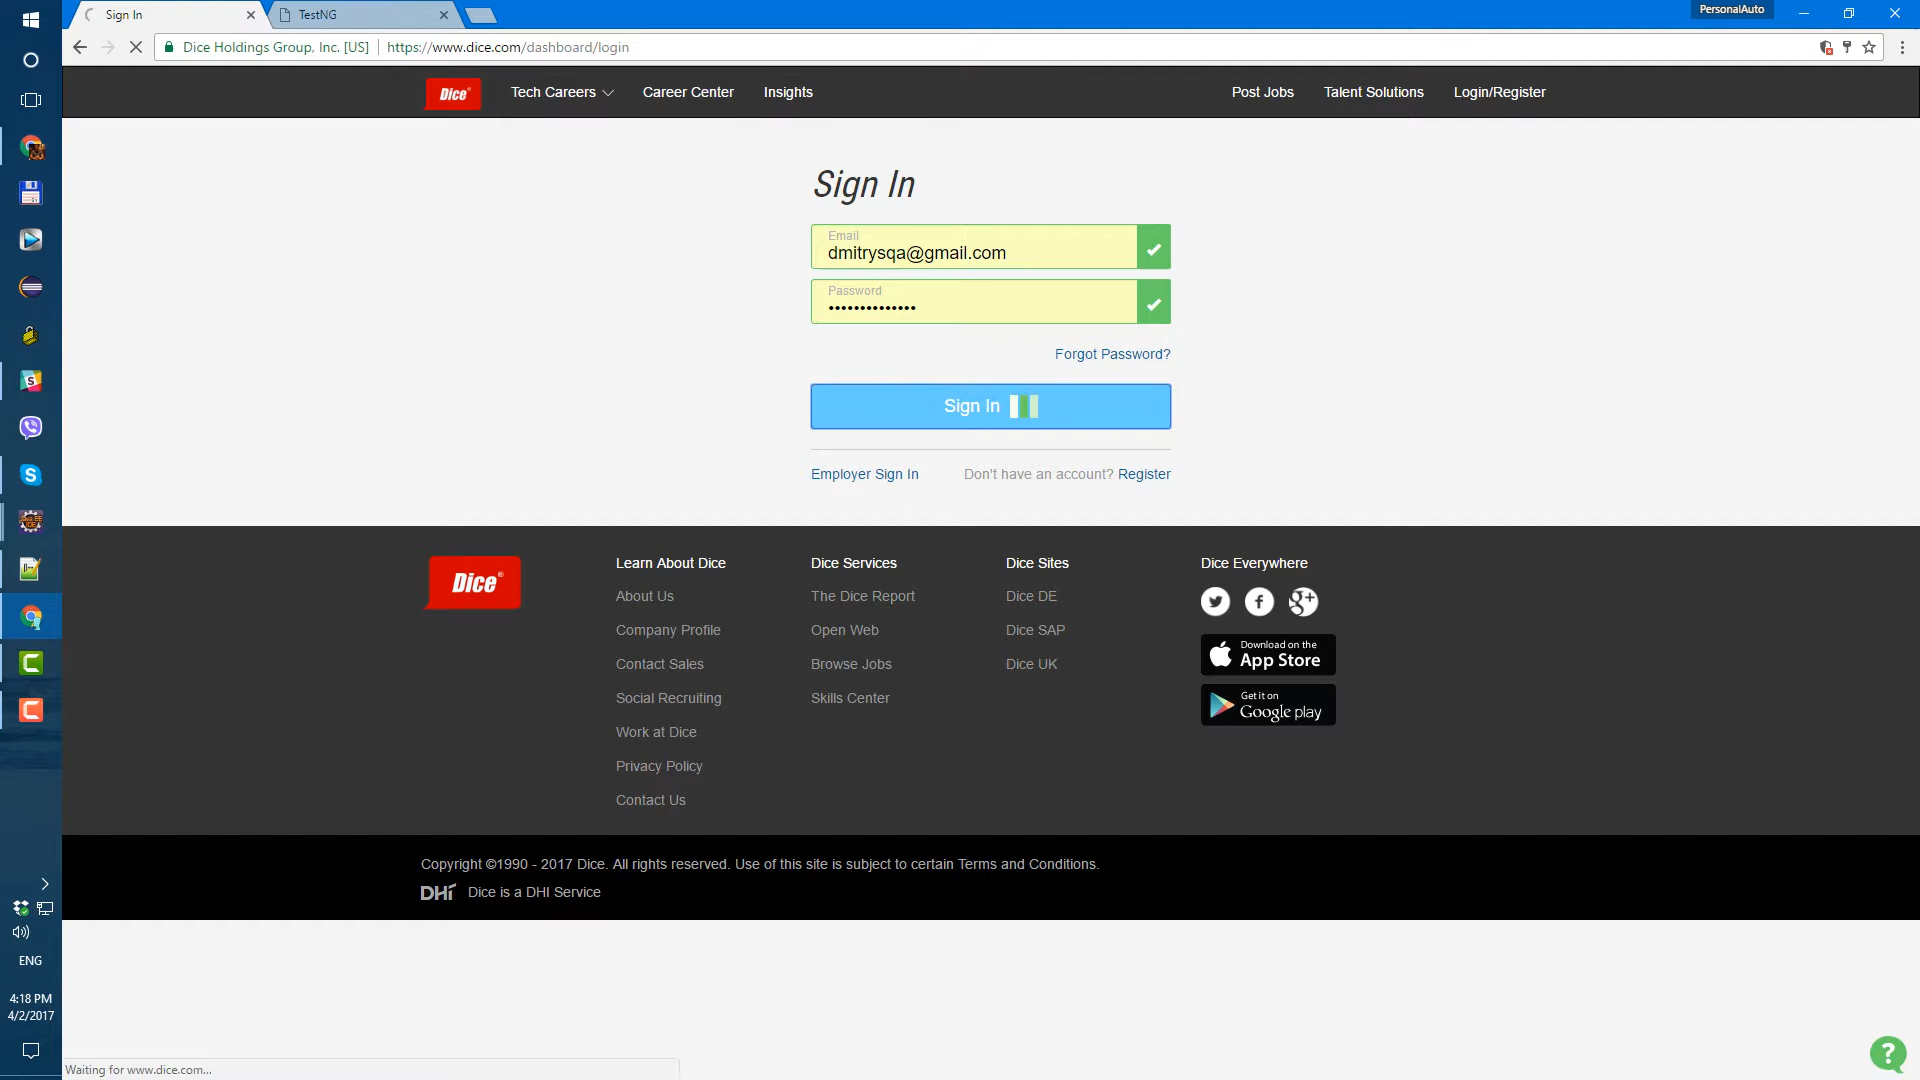 Sign In
TestNG
PersonalAuto
Dice Holdings Group, Inc. [US]
https://www.dice.com/dashboard/login
Dice
Tech Careers
Career Center
Insights
Post Jobs
Talent Solutions
Login/Register
Sign In
Email
dmitrysqa@gmail.com
Password
••••••••••••••
Forgot Password?
Sign In
Employer Sign In
Don't have an account? Register
Dice®
Learn About Dice
About Us
Company Profile
Contact Sales
Social Recruiting
Work at Dice
Privacy Policy
Contact Us
Dice Services
The Dice Report
Open Web
Browse Jobs
Skills Center
Dice Sites
Dice DE
Dice SAP
Dice UK
Dice Everywhere
Download on the
App Store
Get it on
Google play
Copyright ©1990 - 2017 Dice. All rights reserved. Use of this site is subject to certain Terms and Conditions.
DHI Dice is a DHI Service
ENG
4:18 PM
4/2/2017
Waiting for www.dice.com...